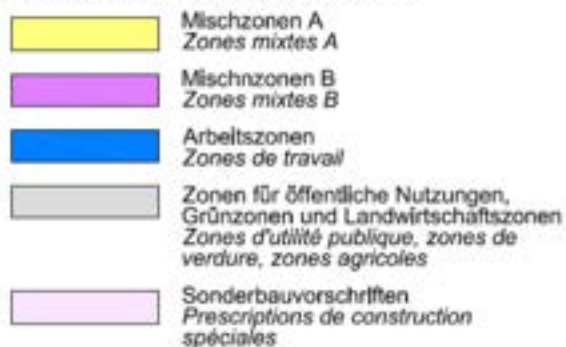 Mischzonen A
Zones mixtes A
Mischnzonen B
Zones mixtes B
Arbeitszonen
Zones de travail
Zonen für öffentliche Nutzungen,
Grünzonen und Landwirtschaftszonen
Zones d'utilité publique, zones de
verdure, zones agricoles
Sonderbauvorschriften
Prescriptions de construction
spéciales